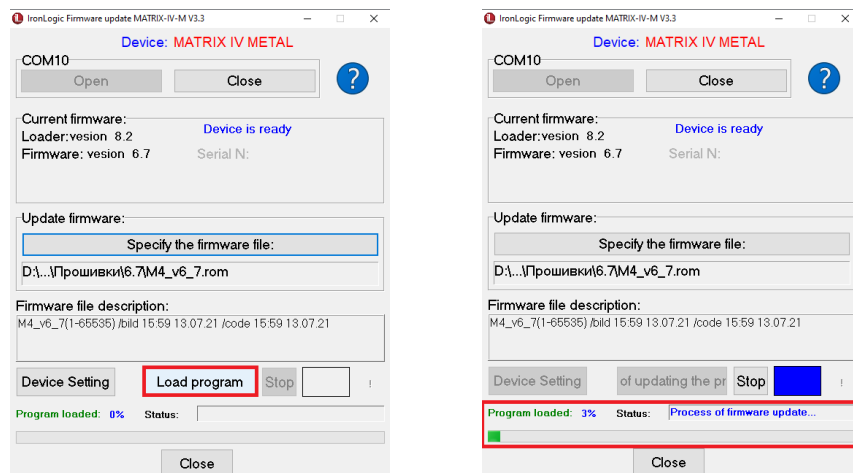 IronLogic Firmware update MATRIX-IV-M V3.3
Device: MATRIX IV METAL
COM10
Open Close
?
Current firmware:
Loader:vesion 8.2 Device is ready
Firmware: vesion 6.7 Serial N:
Update firmware:
Specify the firmware file:
D:\...\Прошивки\6.7\M4_v6_7.rom
Firmware file description:
M4_v6_7(1-65535) /bild 15:59 13.07.21 /code 15:59 13.07.21
Device Setting Load program Stop !
Program loaded: 0% Status:
Close
IronLogic Firmware update MATRIX-IV-M V3.3
Device: MATRIX IV METAL
COM10
Open Close
?
Current firmware:
Loader:vesion 8.2 Device is ready
Firmware: vesion 6.7 Serial N:
Update firmware:
Specify the firmware file:
D:\...\Прошивки\6.7\M4_v6_7.rom
Firmware file description:
M4_v6_7(1-65535) /bild 15:59 13.07.21 /code 15:59 13.07.21
Device Setting of updating the pr Stop !
Program loaded: 3% Status: Process of firmware update...
Close